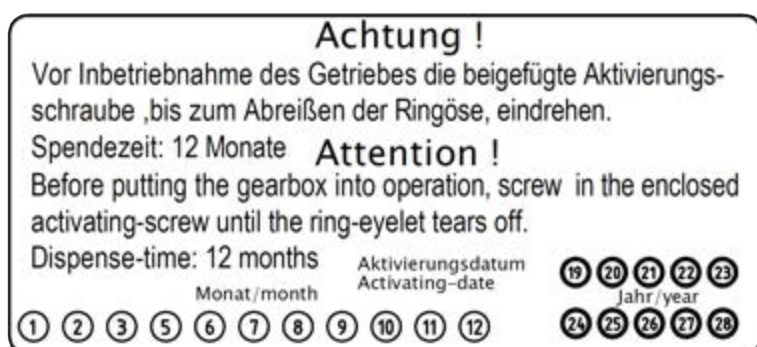 Achtung !
Vor Inbetriebnahme des Getriebes die beigefügte Aktivierungs-
schraube ,bis zum Abreißen der Ringöse, eindrehen.
Spendezeit: 12 Monate
Attention !
Before putting the gearbox into operation, screw in the enclosed
activating-screw until the ring-eyelet tears off.
Dispense-time: 12 months
Aktivierungsdatum
Activating-date
Monat/month
1 2 3 5 6 7 8 9 10 11 12
19 20 21 22 23
Jahr/year
24 25 26 27 28